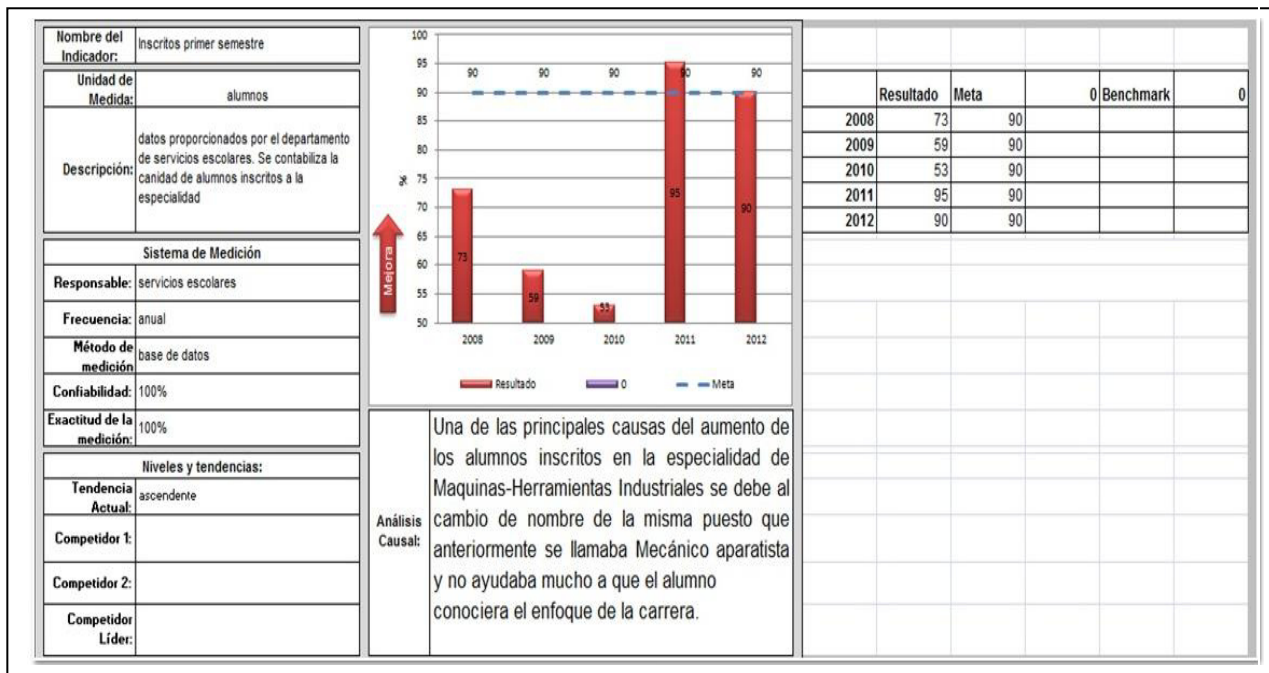 Nombre del
Indicador:
Inscritos primer semestre
Unidad de
Medida:
alumnos
Descripción:
datos proporcionados por el departamento
de servicios escolares. Se contabiliza la
canidad de alumnos inscritos a la
especialidad
Sistema de Medición
Responsable: servicios escolares
Frecuencia: anual
Método de
medición
base de datos
Confiabilidad: 100%
Exactitud de la
medición:
100%
Niveles y tendencias:
Tendencia
Actual:
ascendente
Competidor 1:
Competidor 2:
Competidor
Líder:
100
95
90
85
80
75
70
65
60
55
50
%
Mejora
90 90 90 90 90
73
59
53
95
90
2008 2009 2010 2011 2012
Resultado 0 Meta
Análisis
Causal:
Una de las principales causas del aumento de
los alumnos inscritos en la especialidad de
Maquinas-Herramientas Industriales se debe al
cambio de nombre de la misma puesto que
anteriormente se llamaba Mecánico aparatista
y no ayudaba mucho a que el alumno
conociera el enfoque de la carrera.
Resultado Meta 0 Benchmark 0
2008 73 90
2009 59 90
2010 53 90
2011 95 90
2012 90 90